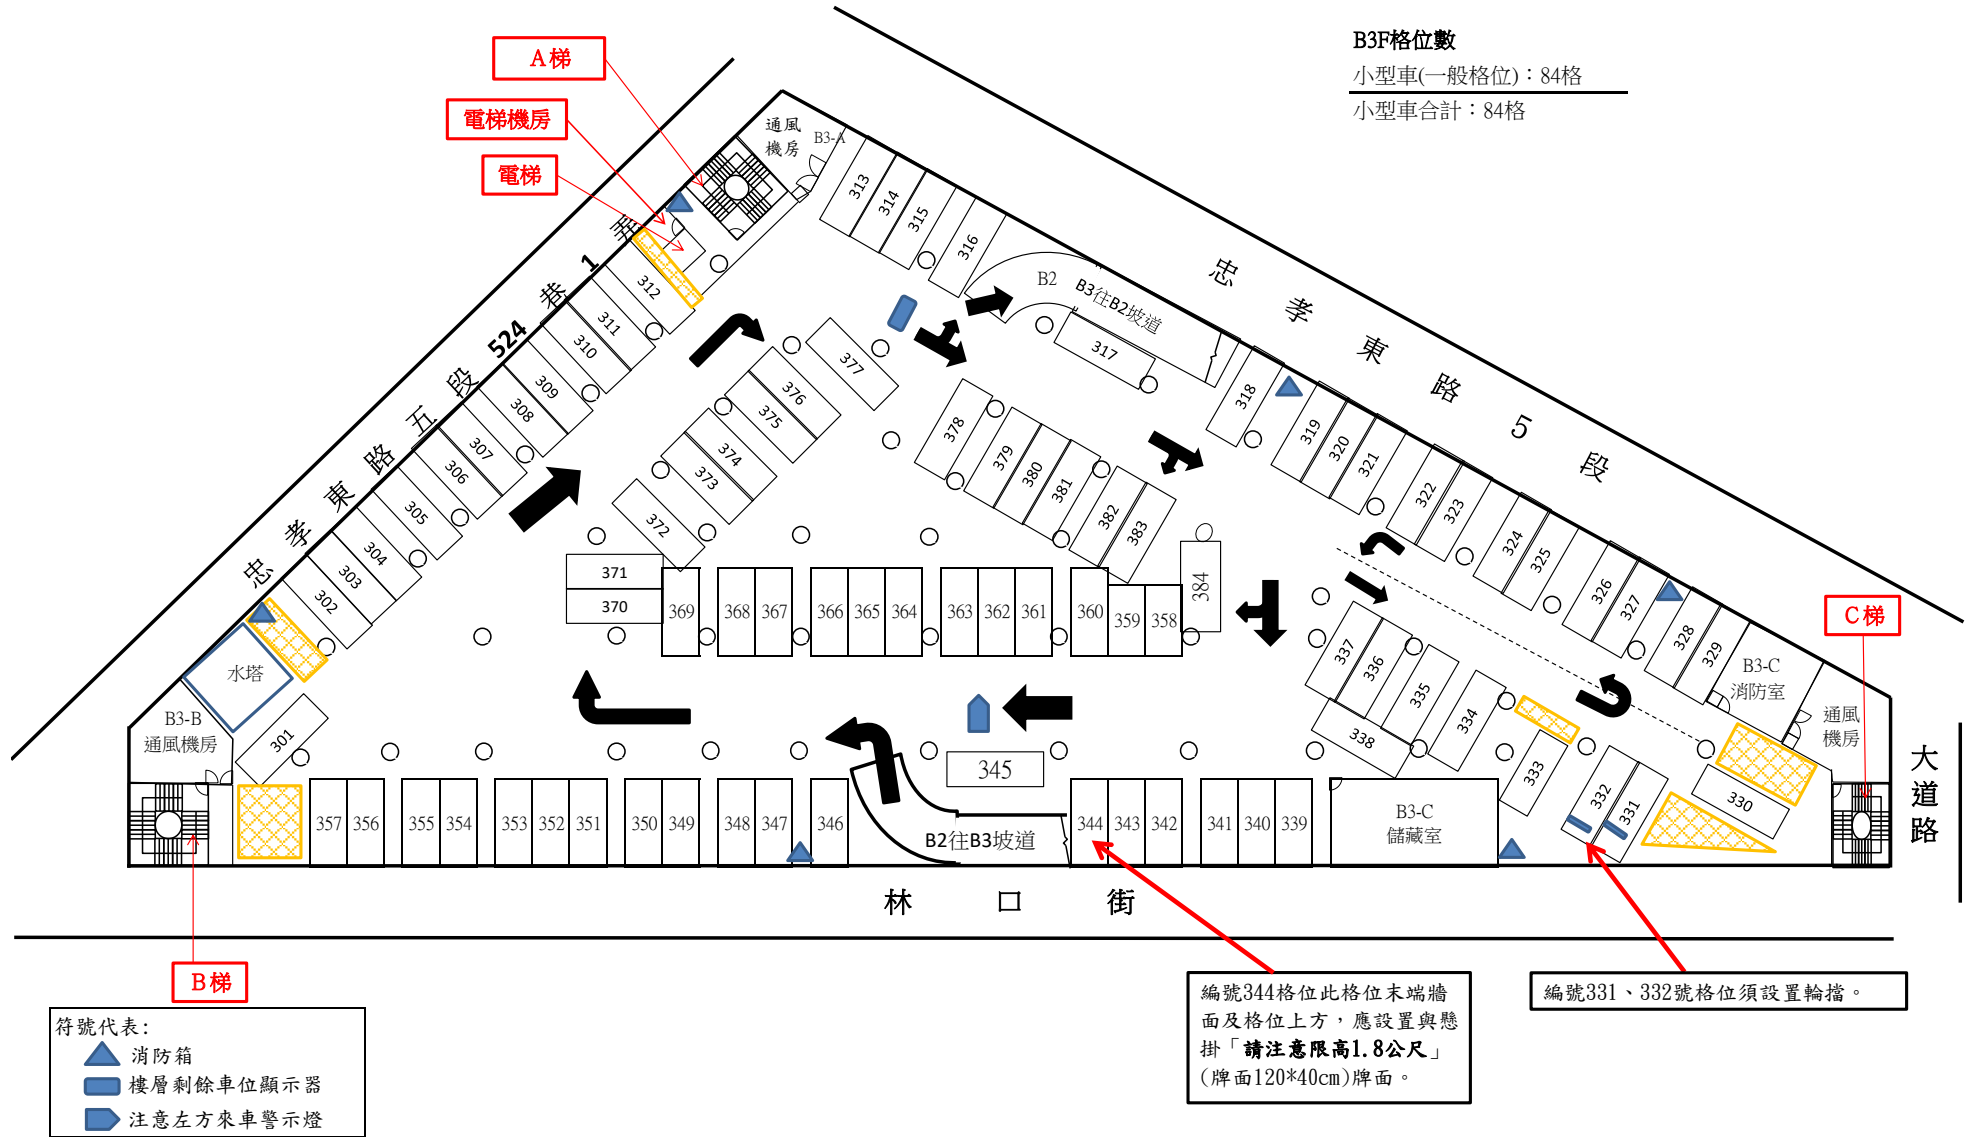 B3F格位數
小型車(一般格位)：84格
小型車合計：84格
A梯
電梯機房
電梯
通風
機房
B3-A
忠孝東路五段524巷1弄
忠孝東路5段
大道路
林口街
313
314
315
316
B2
B3往B2坡道
317
318
319
320
321
322
323
324
325
326
327
328
329
B3-C
消防室
通風
機房
C梯
312
311
310
309
308
307
306
305
304
303
302
水塔
B3-B
通風機房
301
377
376
375
374
373
372
371
370
378
379
380
381
382
383
384
369
368
367
366
365
364
363
362
361
360
359
358
337
336
335
334
338
333
332
331
330
345
357
356
355
354
353
352
351
350
349
348
347
346
B2往B3坡道
344
343
342
341
340
339
B3-C
儲藏室
B梯
符號代表:
消防箱
樓層剩餘車位顯示器
注意左方來車警示燈
編號344格位此格位末端牆
面及格位上方，應設置與懸
掛「請注意限高1.8公尺」
(牌面120*40cm)牌面。
編號331、332號格位須設置輪擋。